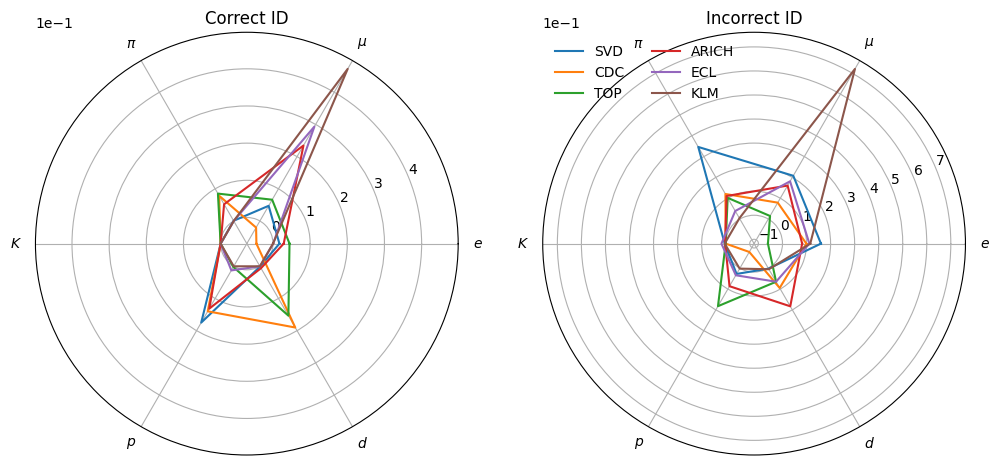 Correct ID
1e−1
μ
π
4
3
2
1
0
K
e
p
d
Incorrect ID
1e−1
μ
π
SVD
CDC
TOP
ARICH
ECL
KLM
7
6
5
4
3
2
1
0
−1
K
e
p
d